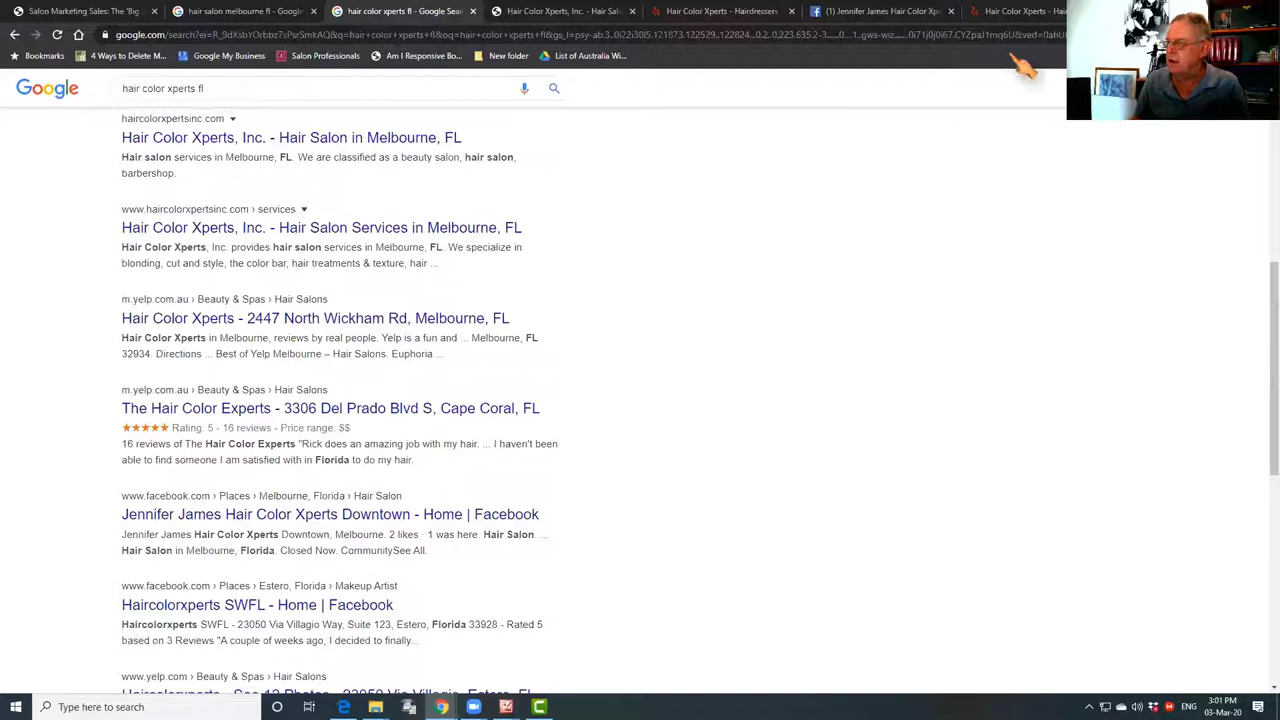 Salon Marketing Sales: The 'Big
hair salon melbourne fl - Google
hair color xperts fl - Google Sea
Hair Color Xperts, INC. - Hair Sal
Hair Color Xperts - Hairdressers
(1) Jennifer James Hair Color Xp
Hair Color Xperts - Hai
Bookmarks
4 Ways to Delete M...
Google My Business
Salon Professionals
Am I Responsive
New folder
List of Australia Wi...
Google
hair color xperts fl
haircolorxpertsinc.com
Hair Color Xperts, Inc. - Hair Salon in Melbourne, FL
Hair salon services in Melbourne, FL. We are classified as a beauty salon, hair salon,
barbershop.
www.haircolorxpertsinc.com › services
Hair Color Xperts, Inc. - Hair Salon Services in Melbourne, FL
Hair Color Xperts, Inc. provides hair salon services in Melbourne, FL. We specialize in
blonding, cut and style, the color bar, hair treatments & texture, hair ...
m.yelp.com.au › Beauty & Spas › Hair Salons
Hair Color Xperts - 2447 North Wickham Rd, Melbourne, FL
Hair Color Xperts in Melbourne, reviews by real people. Yelp is a fun and ... Melbourne, FL
32934. Directions ... Best of Yelp Melbourne – Hair Salons. Euphoria ...
m.yelp.com.au › Beauty & Spas › Hair Salons
The Hair Color Experts - 3306 Del Prado Blvd S, Cape Coral, FL
★★★★★ Rating: 5 - 16 reviews - Price range: $$
16 reviews of The Hair Color Experts "Rick does an amazing job with my hair. ... I haven't been
able to find someone I am satisfied with in Florida to do my hair.
www.facebook.com › Places › Melbourne, Florida › Hair Salon
Jennifer James Hair Color Xperts Downtown - Home | Facebook
Jennifer James Hair Color Xperts Downtown, Melbourne. 2 likes · 1 was here. Hair Salon. ...
Hair Salon in Melbourne, Florida. Closed Now. CommunitySee All.
www.facebook.com › Places › Estero, Florida › Makeup Artist
Haircolorxperts SWFL - Home | Facebook
Haircolorxperts SWFL - 23050 Via Villagio Way, Suite 123, Estero, Florida 33928 - Rated 5
based on 3 Reviews "A couple of weeks ago, I decided to finally...
www.yelp.com › Beauty & Spas › Hair Salons
Haircolorxperts - See 12 Photos - 23050 Via Villagio, Estero, FL
Type here to search
ENG
3:01 PM
03-Mar-20